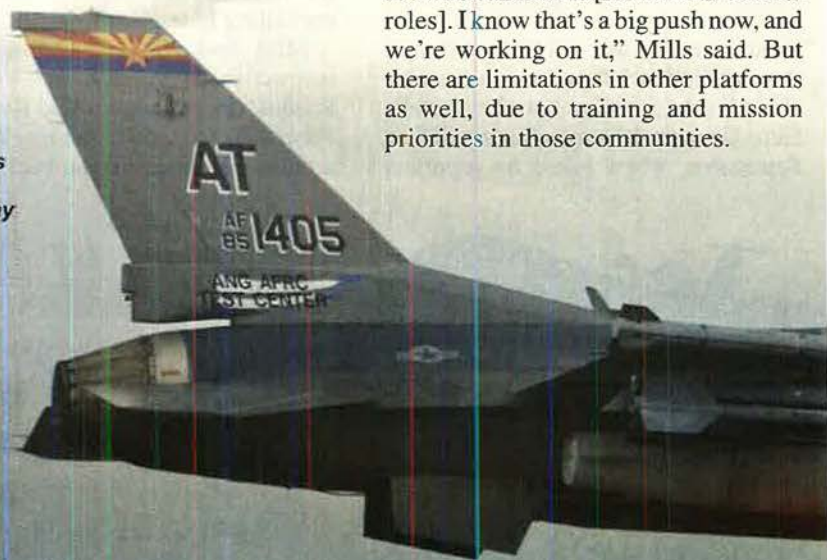 roles]. I know that's a big push now, and
we're working on it," Mills said. But
there are limitations in other platforms
as well, due to training and mission
priorities in those communities.
AT
AF
85 1405
ANG AFRC
TEST CENTER